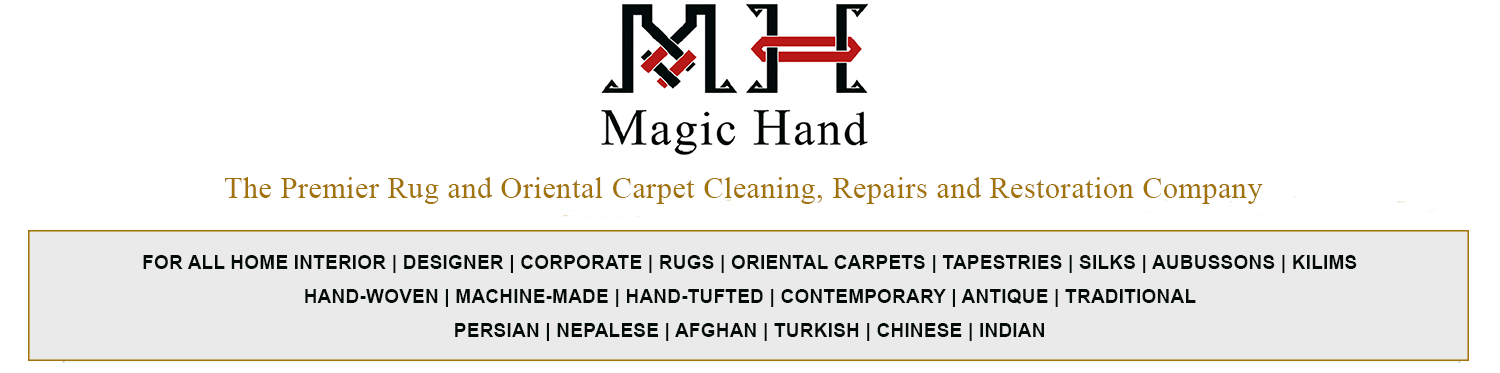 MH
Magic Hand
The Premier Rug and Oriental Carpet Cleaning, Repairs and Restoration Company
FOR ALL HOME INTERIOR | DESIGNER | CORPORATE | RUGS | ORIENTAL CARPETS | TAPESTRIES | SILKS | AUBUSSONS | KILIMS
HAND-WOVEN | MACHINE-MADE | HAND-TUFTED | CONTEMPORARY | ANTIQUE | TRADITIONAL
PERSIAN | NEPALESE | AFGHAN | TURKISH | CHINESE | INDIAN